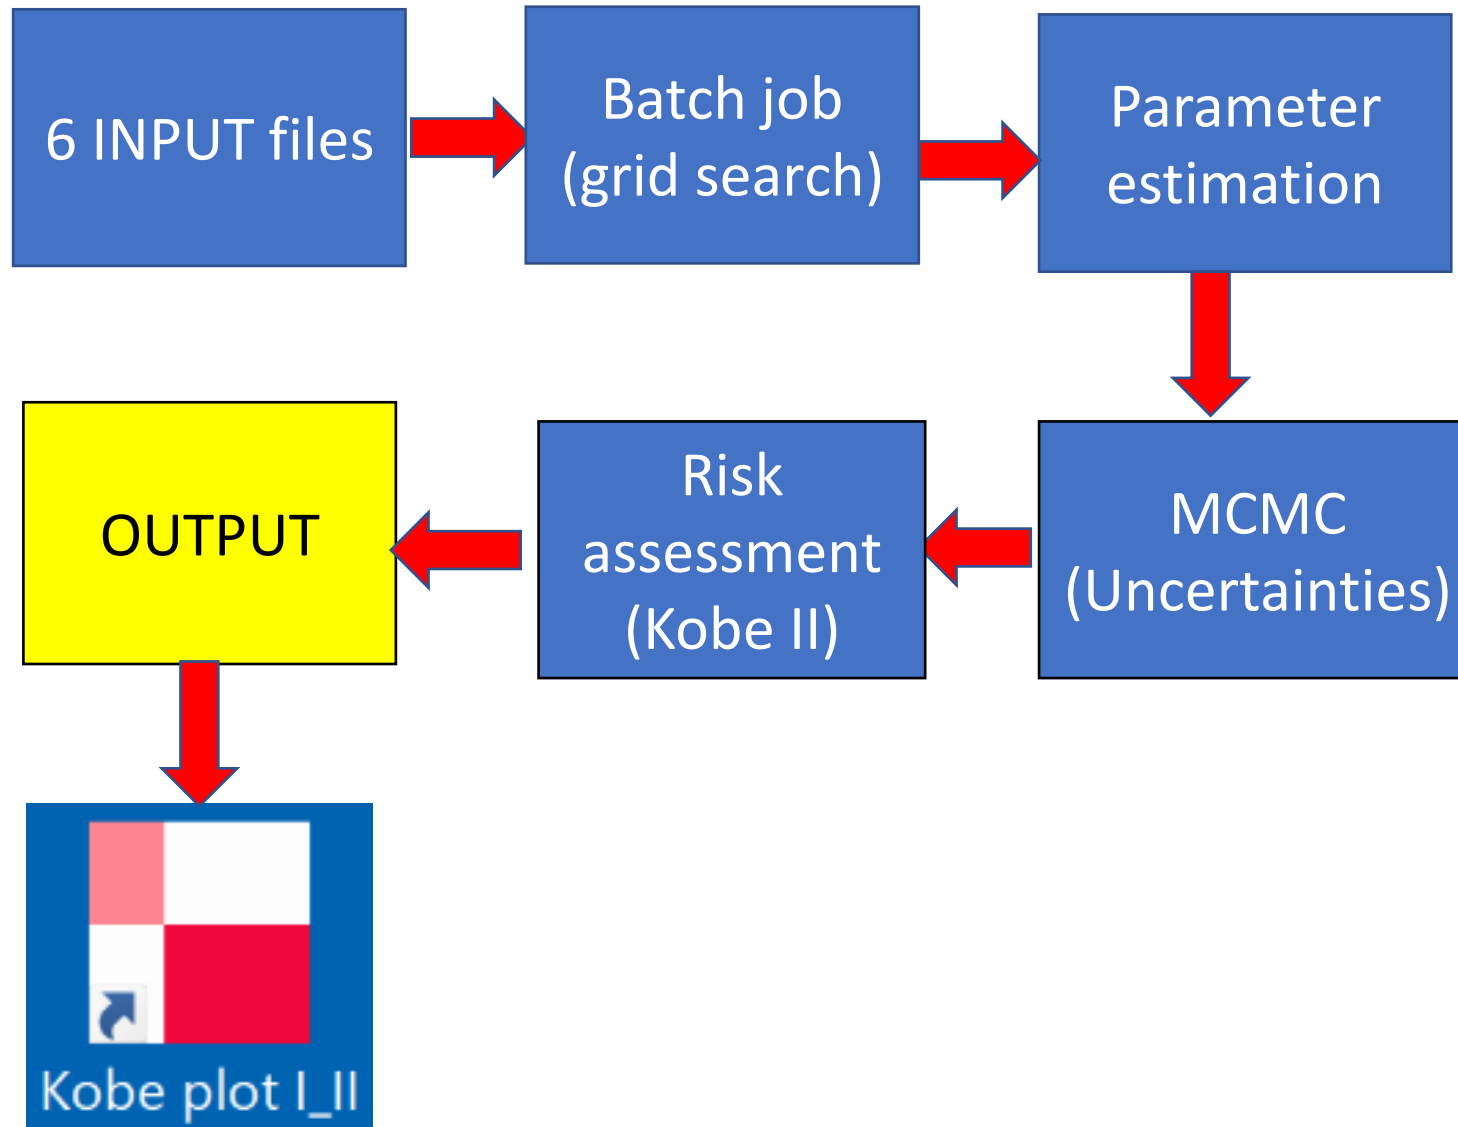 6 INPUT files
Batch job
(grid search)
Parameter
estimation
MCMC
(Uncertainties)
Risk
assessment
(Kobe II)
OUTPUT
Kobe plot I_II